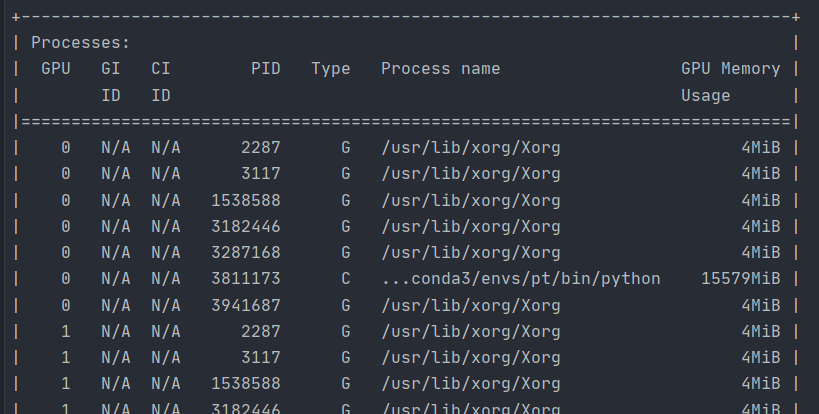 +-----------------------------------------------------------------------------+
| Processes:                                                                  |
|  GPU   GI   CI        PID   Type   Process name                  GPU Memory |
|        ID   ID                                                   Usage      |
|=============================================================================|
|    0   N/A  N/A      2287      G   /usr/lib/xorg/Xorg                  4MiB |
|    0   N/A  N/A      3117      G   /usr/lib/xorg/Xorg                  4MiB |
|    0   N/A  N/A   1538588      G   /usr/lib/xorg/Xorg                  4MiB |
|    0   N/A  N/A   3182446      G   /usr/lib/xorg/Xorg                  4MiB |
|    0   N/A  N/A   3287168      G   /usr/lib/xorg/Xorg                  4MiB |
|    0   N/A  N/A   3811173      C   ...conda3/envs/pt/bin/python    15579MiB |
|    0   N/A  N/A   3941687      G   /usr/lib/xorg/Xorg                  4MiB |
|    1   N/A  N/A      2287      G   /usr/lib/xorg/Xorg                  4MiB |
|    1   N/A  N/A      3117      G   /usr/lib/xorg/Xorg                  4MiB |
|    1   N/A  N/A   1538588      G   /usr/lib/xorg/Xorg                  4MiB |
|    1   N/A  N/A   3182446      G   /usr/lib/xorg/Xorg                  4MiB |